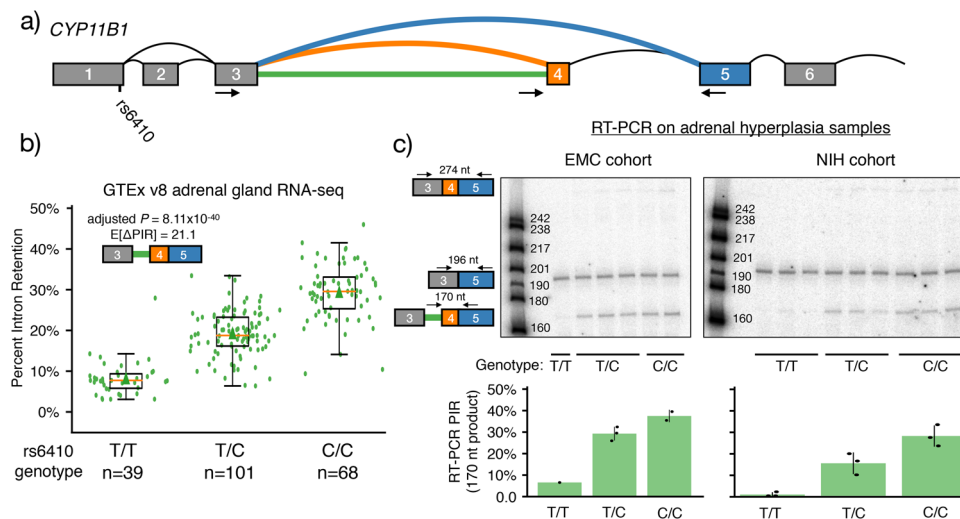 a)
CYP11B1
1
2
3
4
5
6
rs6410
b)
GTEx v8 adrenal gland RNA-seq
adjusted P = 8.11x10⁻⁴⁰
E[ΔPIR] = 21.1
3
4
5
Percent Intron Retention
50%
40%
30%
20%
10%
0%
rs6410
genotype
T/T
T/C
C/C
n=39
n=101
n=68
c)
RT-PCR on adrenal hyperplasia samples
EMC cohort
NIH cohort
274 nt
3
4
5
196 nt
3
5
170 nt
3
4
5
242
238
217
201
190
180
160
242
238
217
201
190
180
160
Genotype:
T/T
T/C
C/C
T/T
T/C
C/C
RT-PCR PIR
(170 nt product)
50%
40%
30%
20%
10%
0.0
T/T
T/C
C/C
T/T
T/C
C/C